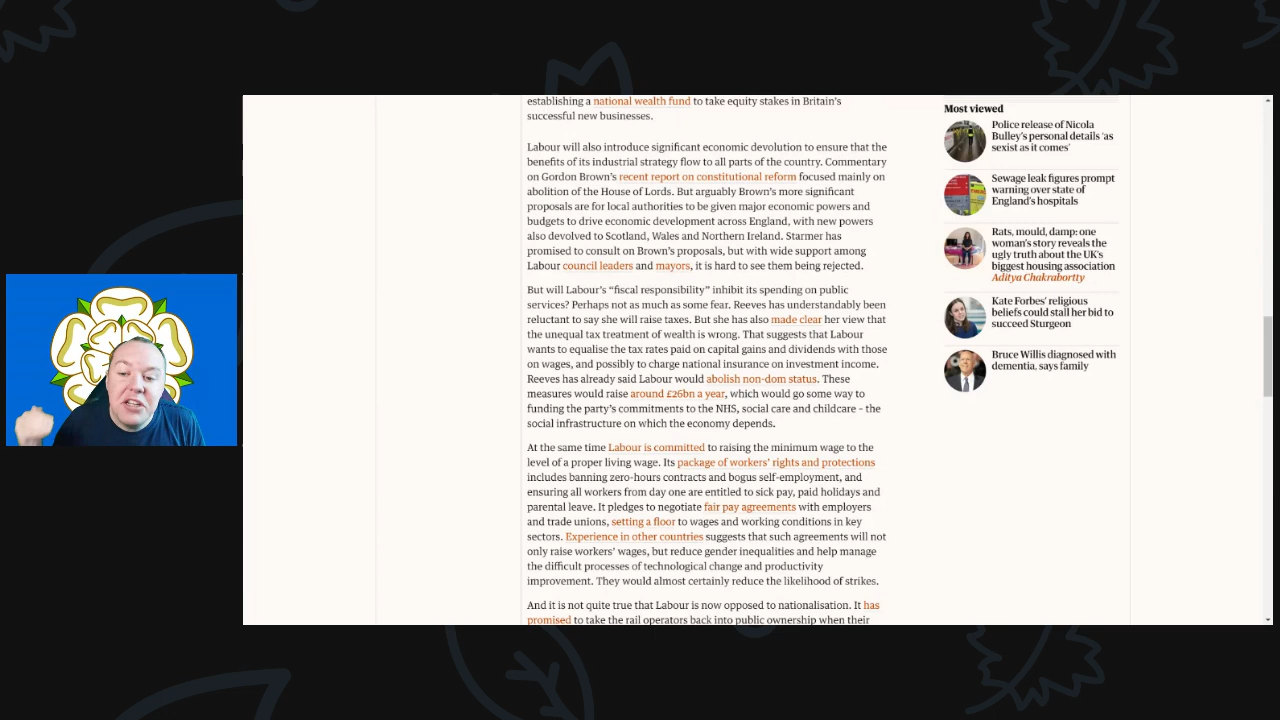 establishing a national wealth fund to take equity stakes in Britain's
successful new businesses.
Labour will also introduce significant economic devolution to ensure that the
benefits of its industrial strategy flow to all parts of the country. Commentary
on Gordon Brown's recent report on constitutional reform focused mainly on
abolition of the House of Lords. But arguably Brown's more significant
proposals are for local authorities to be given major economic powers and
budgets to drive economic development across England, with new powers
also devolved to Scotland, Wales and Northern Ireland. Starmer has
promised to consult on Brown's proposals, but with wide support among
Labour council leaders and mayors, it is hard to see them being rejected.
But will Labour's “fiscal responsibility” inhibit its spending on public
services? Perhaps not as much as some fear. Reeves has understandably been
reluctant to say she will raise taxes. But she has also made clear her view that
the unequal tax treatment of wealth is wrong. That suggests that Labour
wants to equalise the tax rates paid on capital gains and dividends with those
on wages, and possibly to charge national insurance on investment income.
Reeves has already said Labour would abolish non-dom status. These
measures would raise around £26bn a year, which would go some way to
funding the party's commitments to the NHS, social care and childcare - the
social infrastructure on which the economy depends.
At the same time Labour is committed to raising the minimum wage to the
level of a proper living wage. Its package of workers' rights and protections
includes banning zero-hours contracts and bogus self-employment, and
ensuring all workers from day one are entitled to sick pay, paid holidays and
parental leave. It pledges to negotiate fair pay agreements with employers
and trade unions, setting a floor to wages and working conditions in key
sectors. Experience in other countries suggests that such agreements will not
only raise workers' wages, but reduce gender inequalities and help manage
the difficult processes of technological change and productivity
improvement. They would almost certainly reduce the likelihood of strikes.
And it is not quite true that Labour is now opposed to nationalisation. It has
promised to take the rail operators back into public ownership when their
Most viewed
Police release of Nicola
Bulley's personal details ‘as
sexist as it comes’
Sewage leak figures prompt
warning over state of
England's hospitals
Rats, mould, damp: one
woman's story reveals the
ugly truth about the UK's
biggest housing association
Aditya Chakrabortty
Kate Forbes' religious
beliefs could stall her bid to
succeed Sturgeon
Bruce Willis diagnosed with
dementia, says family